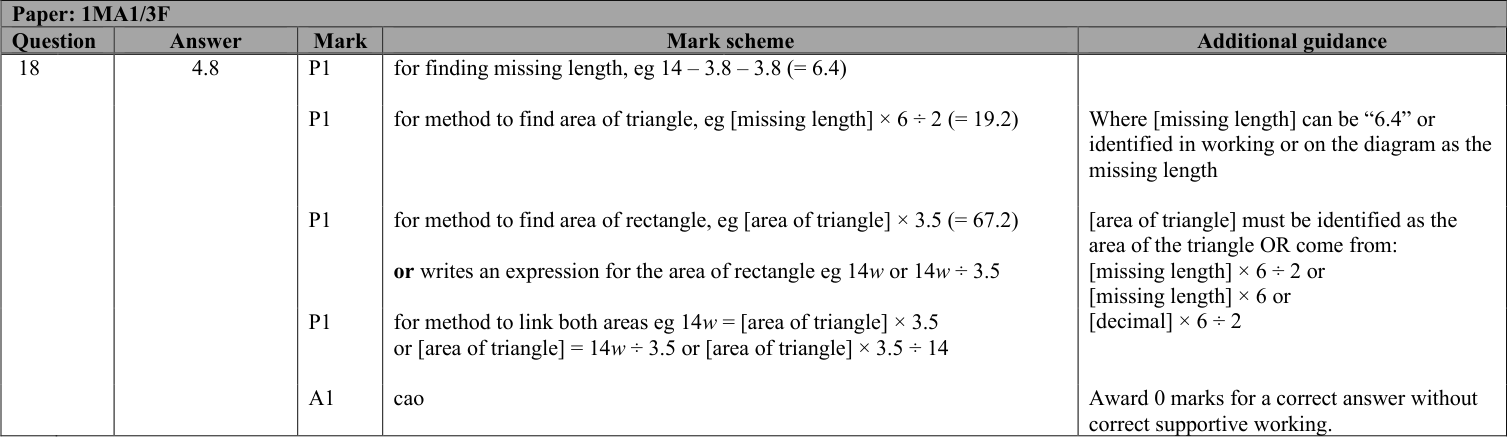 Paper: 1MA1/3F
Question Answer Mark Mark scheme Additional guidance
18 4.8 P1 for finding missing length, eg 14 – 3.8 – 3.8 (= 6.4)
P1 for method to find area of triangle, eg [missing length] × 6 ÷ 2 (= 19.2) Where [missing length] can be “6.4” or
identified in working or on the diagram as the
missing length
P1 for method to find area of rectangle, eg [area of triangle] × 3.5 (= 67.2) [area of triangle] must be identified as the
area of the triangle OR come from:
or writes an expression for the area of rectangle eg 14w or 14w ÷ 3.5 [missing length] × 6 ÷ 2 or
[missing length] × 6 or
P1 for method to link both areas eg 14w = [area of triangle] × 3.5 [decimal] × 6 ÷ 2
or [area of triangle] = 14w ÷ 3.5 or [area of triangle] × 3.5 ÷ 14
A1 cao Award 0 marks for a correct answer without
correct supportive working.